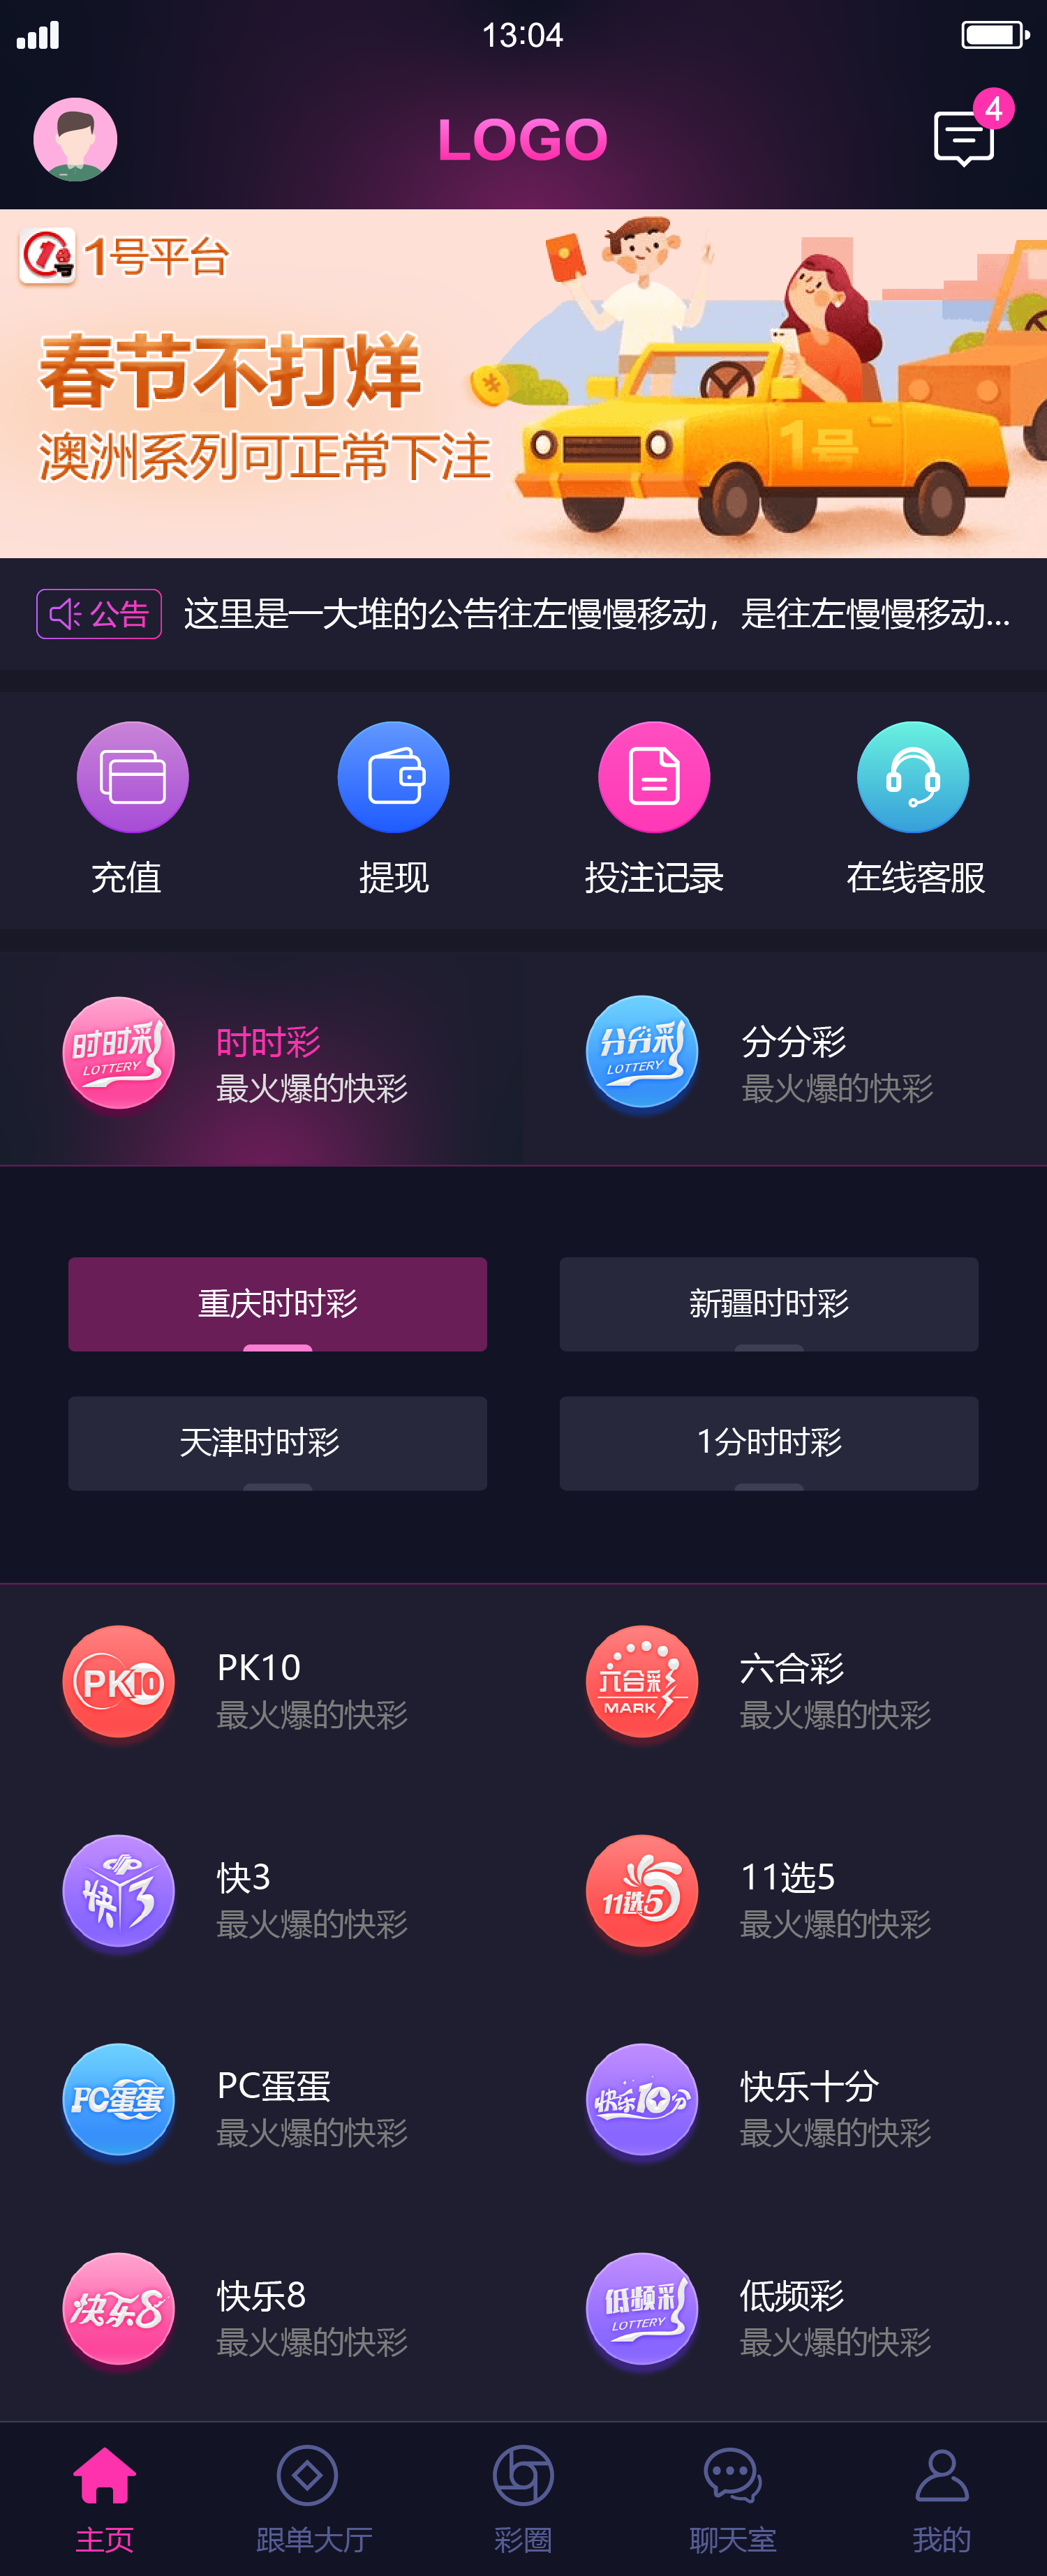 13:04
LOGO
4
1号平台
春节不打烊
澳洲系列可正常下注
1号
公告 这里是一大堆的公告往左慢慢移动，是往左慢慢移动...
充值 提现 投注记录 在线客服
时时彩 LOTTERY
时时彩
最火爆的快彩
分分彩 LOTTERY
分分彩
最火爆的快彩
重庆时时彩 新疆时时彩
天津时时彩 1分时时彩
PK10
PK10
最火爆的快彩
六合彩 MARK
六合彩
最火爆的快彩
快3
快3
最火爆的快彩
11选5
11选5
最火爆的快彩
PC蛋蛋
PC蛋蛋
最火爆的快彩
快乐10分
快乐十分
最火爆的快彩
快乐8
快乐8
最火爆的快彩
低频彩 LOTTERY
低频彩
最火爆的快彩
主页 跟单大厅 彩圈 聊天室 我的